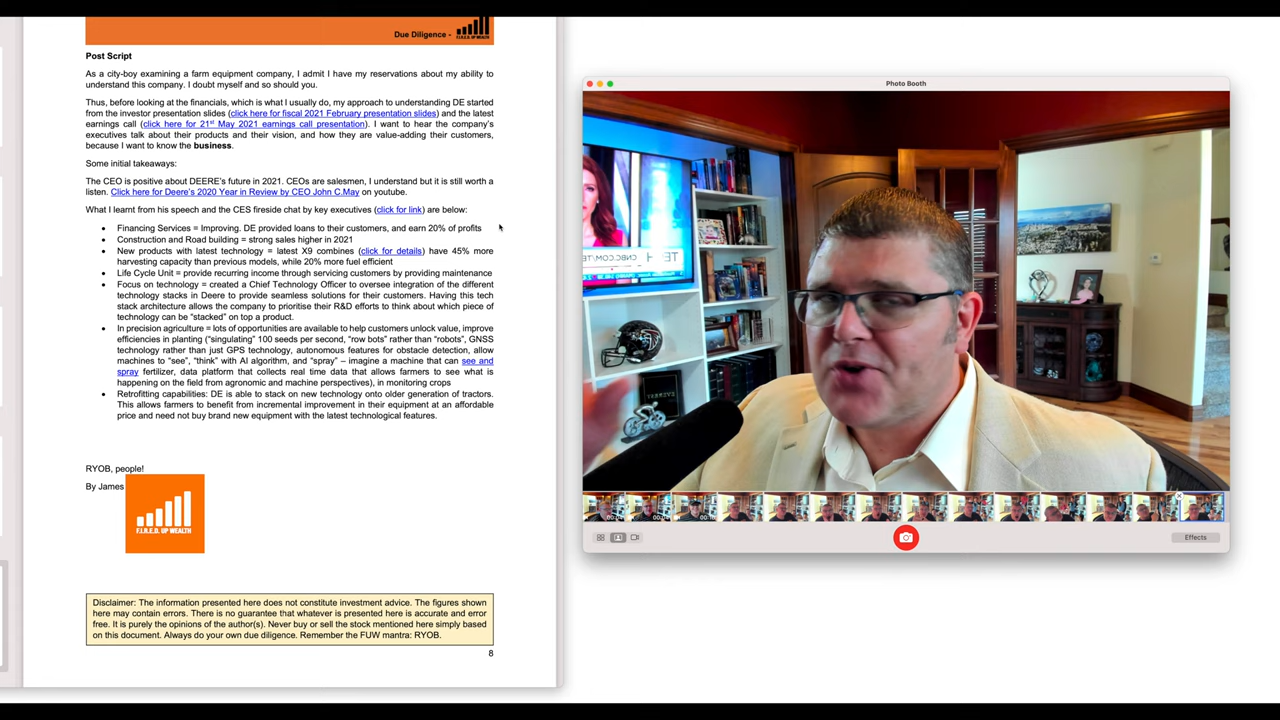 Due Diligence -
F.I.R.E.D. UP WEALTH
Post Script
As a city-boy examining a farm equipment company, I admit I have my reservations about my ability to
understand this company. I doubt myself and so should you.
Thus, before looking at the financials, which is what I usually do, my approach to understanding DE started
from the investor presentation slides (click here for fiscal 2021 February presentation slides) and the latest
earnings call (click here for 21st May 2021 earnings call presentation). I want to hear the company's
executives talk about their products and their vision, and how they are value-adding their customers,
because I want to know the business.
Some initial takeaways:
The CEO is positive about DEERE's future in 2021. CEOs are salesmen, I understand but it is still worth a
listen. Click here for Deere's 2020 Year in Review by CEO John C.May on youtube.
What I learnt from his speech and the CES fireside chat by key executives (click for link) are below:
• Financing Services = Improving. DE provided loans to their customers, and earn 20% of profits
• Construction and Road building = strong sales higher in 2021
• New products with latest technology = latest X9 combines (click for details) have 45% more
harvesting capacity than previous models, while 20% more fuel efficient
• Life Cycle Unit = provide recurring income through servicing customers by providing maintenance
• Focus on technology = created a Chief Technology Officer to oversee integration of the different
technology stacks in Deere to provide seamless solutions for their customers. Having this tech
stack architecture allows the company to prioritise their R&D efforts to think about which piece of
technology can be "stacked" on top a product.
• In precision agriculture = lots of opportunities are available to help customers unlock value, improve
efficiencies in planting ("singulating" 100 seeds per second, "row bots" rather than "robots", GNSS
technology rather than just GPS technology, autonomous features for obstacle detection, allow
machines to "see", "think" with AI algorithm, and "spray" – imagine a machine that can see and
spray fertilizer, data platform that collects real time data that allows farmers to see what is
happening on the field from agronomic and machine perspectives), in monitoring crops
• Retrofitting capabilities: DE is able to stack on new technology onto older generation of tractors.
This allows farmers to benefit from incremental improvement in their equipment at an affordable
price and need not buy brand new equipment with the latest technological features.
RYOB, people!
By James
F.I.R.E.D. UP WEALTH
Disclaimer: The information presented here does not constitute investment advice. The figures shown
here may contain errors. There is no guarantee that whatever is presented here is accurate and error
free. It is purely the opinions of the author(s). Never buy or sell the stock mentioned here simply based
on this document. Always do your own due diligence. Remember the FUW mantra: RYOB.
8
Photo Booth
EVEREST
Effects